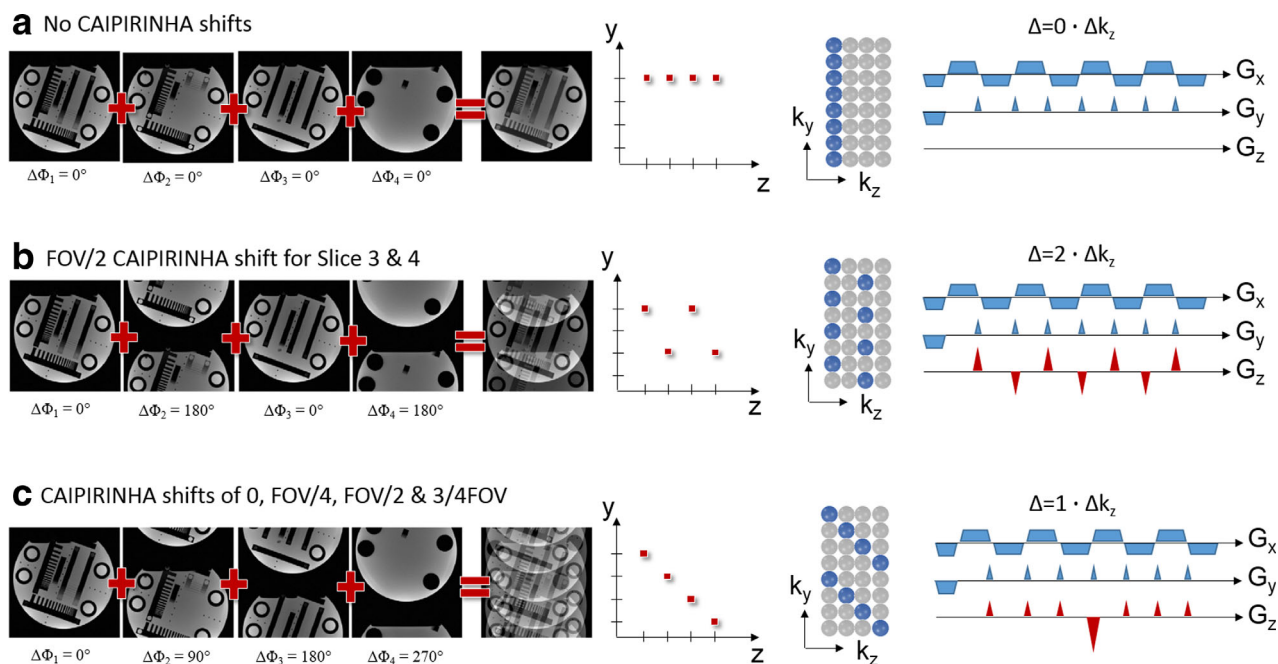 a No CAIPIRINHA shifts
ΔΦ1 = 0° ΔΦ2 = 0° ΔΦ3 = 0° ΔΦ4 = 0°
y
z
ky
kz
Δ=0 · Δkz
Gx
Gy
Gz
b FOV/2 CAIPIRINHA shift for Slice 3 & 4
ΔΦ1 = 0° ΔΦ2 = 180° ΔΦ3 = 0° ΔΦ4 = 180°
y
z
ky
kz
Δ=2 · Δkz
Gx
Gy
Gz
c CAIPIRINHA shifts of 0, FOV/4, FOV/2 & 3/4FOV
ΔΦ1 = 0° ΔΦ2 = 90° ΔΦ3 = 180° ΔΦ4 = 270°
y
z
ky
kz
Δ=1 · Δkz
Gx
Gy
Gz